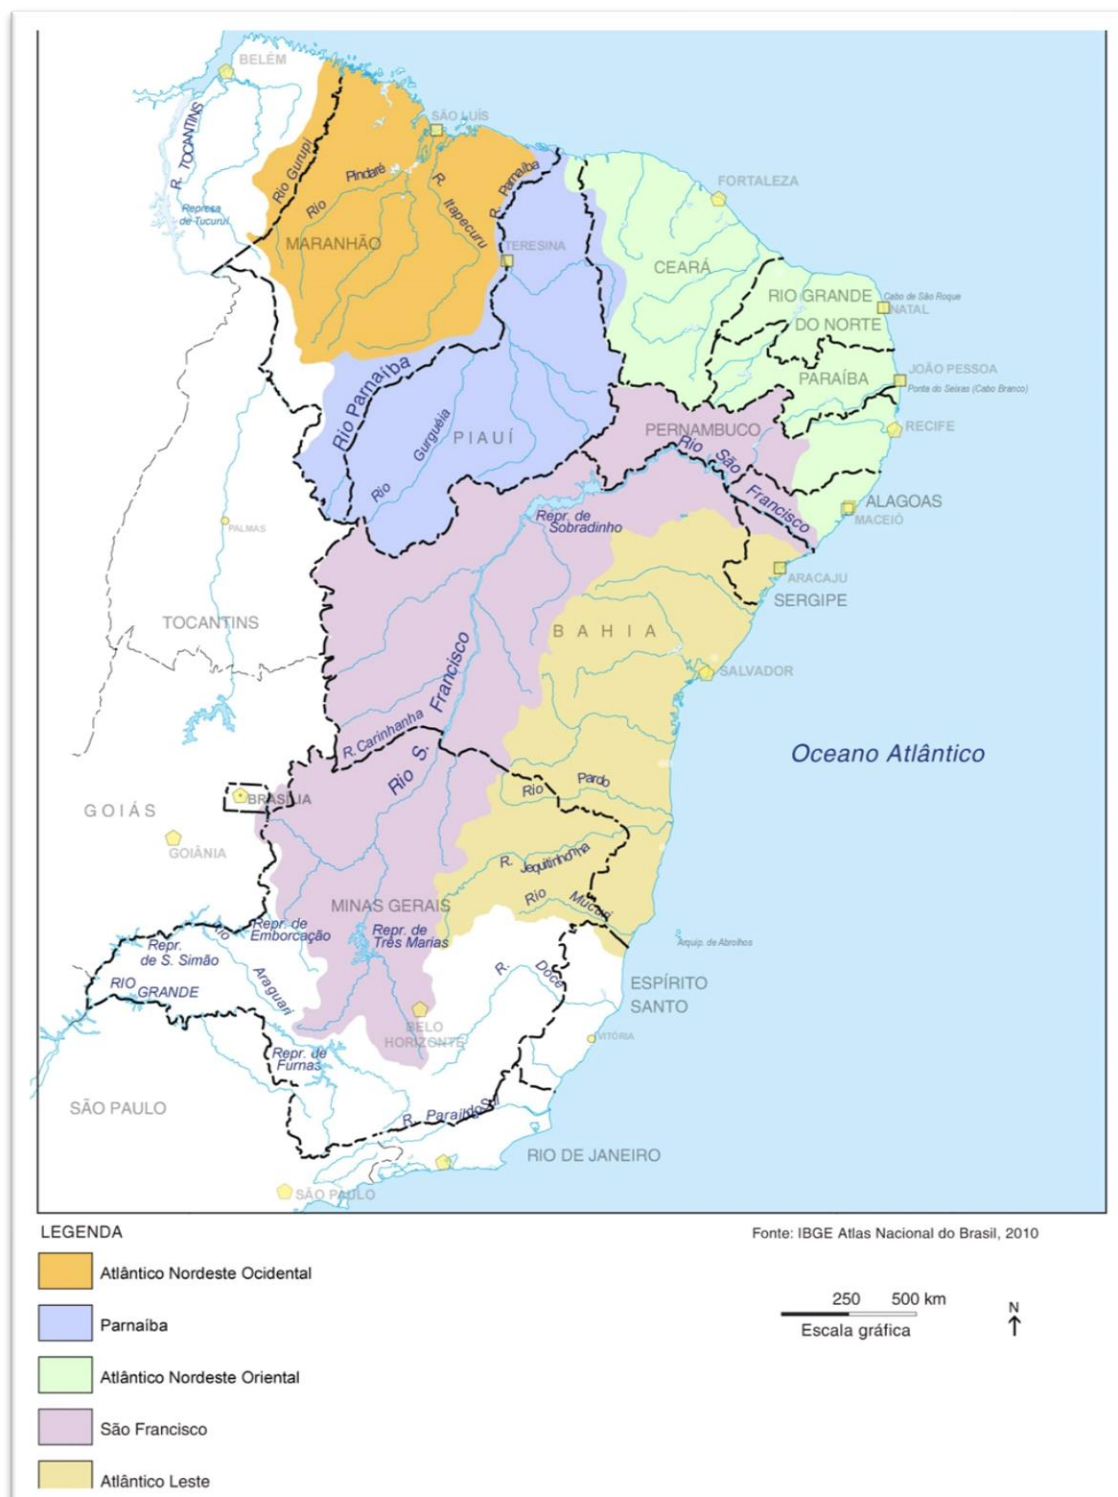 BELÉM
R. TOCANTINS
SÃO LUÍS
Rio Gurupi
Pindaré
Rio
R. Parnaíba
R.
Itapecuru
FORTALEZA
Represa
de Tucuruí
MARANHÃO
TERESINA
CEARÁ
RIO GRANDE
DO NORTE
Cabo de São Roque
NATAL
PARAÍBA
JOÃO PESSOA
Ponta do Seixas (Cabo Branco)
Rio Parnaíba
Gurguéia
Rio
PIAUÍ
PERNAMBUCO
RECIFE
Rio São
Francisco
ALAGOAS
MACEIÓ
Repr. de
Sobradinho
PALMAS
ARACAJU
SERGIPE
TOCANTINS
BAHIA
SALVADOR
Francisco
R. Carinhanha
Rio S.
Oceano Atlântico
Rio
Pardo
BRASÍLIA
GOIÁS
GOIÂNIA
R.
Jequitinhonha
Rio
Mucuri
MINAS GERAIS
Repr. de
Emborcação
Repr. de
Três Marias
Rio
Araguari
Repr.
de S. Simão
Arquip. de Abrolhos
RIO
GRANDE
R.
Doce
ESPÍRITO
SANTO
BELO
HORIZONTE
VITÓRIA
Repr. de
Furnas
SÃO PAULO
R. Paraíba do Sul
RIO DE JANEIRO
SÃO PAULO
LEGENDA
Fonte: IBGE Atlas Nacional do Brasil, 2010
Atlântico Nordeste Ocidental
Parnaíba
Atlântico Nordeste Oriental
São Francisco
Atlântico Leste
250 500 km
Escala gráfica
N